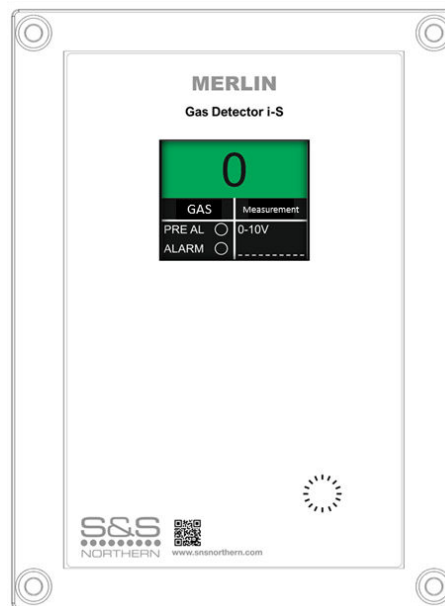 MERLIN
Gas Detector i-S
0
GAS Measurement
PRE AL 0-10V
ALARM
S&S
NORTHERN www.snsnorthern.com